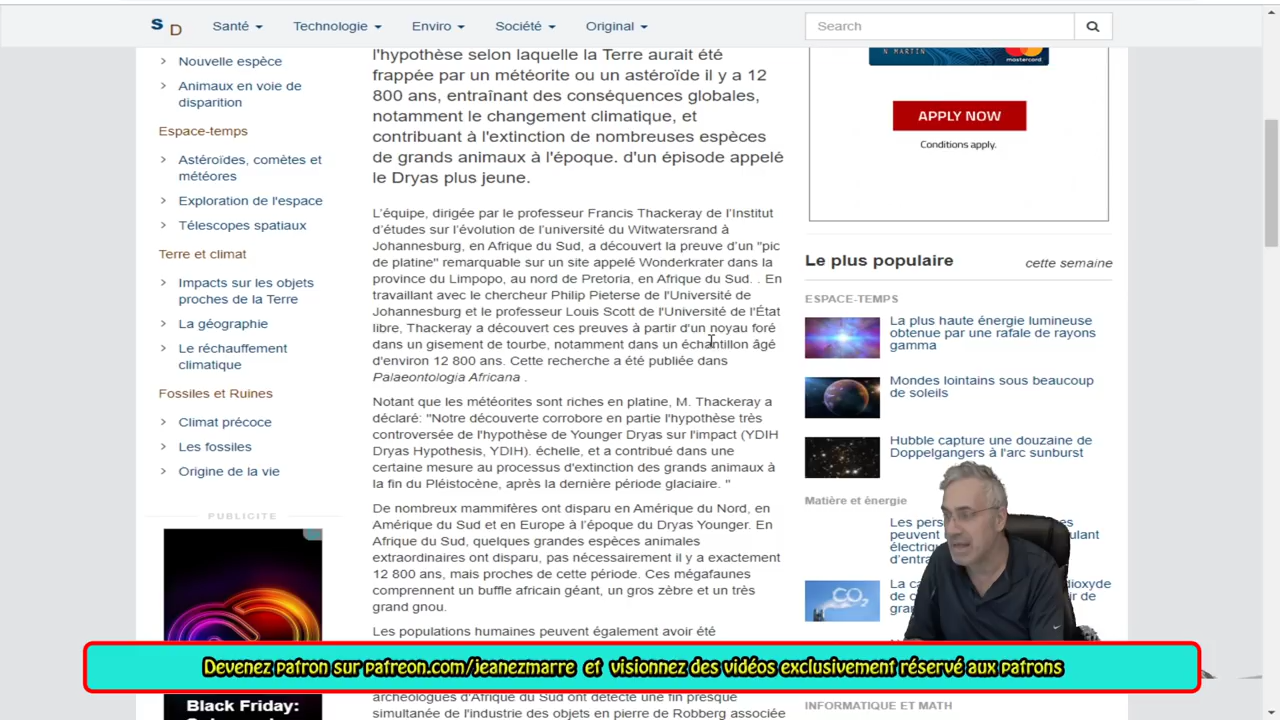 S D
Santé
Technologie
Enviro
Société
Original
Search
Nouvelle espèce
Animaux en voie de
disparition
Espace-temps
Astéroïdes, comètes et
météores
Exploration de l'espace
Télescopes spatiaux
Terre et climat
Impacts sur les objets
proches de la Terre
La géographie
Le réchauffement
climatique
Fossiles et Ruines
Climat précoce
Les fossiles
Origine de la vie
PUBLICITE
Black Friday:
l'hypothèse selon laquelle la Terre aurait été
frappée par un météorite ou un astéroïde il y a 12
800 ans, entraînant des conséquences globales,
notamment le changement climatique, et
contribuant à l'extinction de nombreuses espèces
de grands animaux à l'époque. d'un épisode appelé
le Dryas plus jeune.
L'équipe, dirigée par le professeur Francis Thackeray de l'Institut
d'études sur l'évolution de l'université du Witwatersrand à
Johannesburg, en Afrique du Sud, a découvert la preuve d'un "pic
de platine" remarquable sur un site appelé Wonderkrater dans la
province du Limpopo, au nord de Pretoria, en Afrique du Sud. . En
travaillant avec le chercheur Philip Pieterse de l'Université de
Johannesburg et le professeur Louis Scott de l'Université de l'État
libre, Thackeray a découvert ces preuves à partir d'un noyau foré
dans un gisement de tourbe, notamment dans un échantillon âgé
d'environ 12 800 ans. Cette recherche a été publiée dans
Palaeontologia Africana .
Notant que les météorites sont riches en platine, M. Thackeray a
déclaré: "Notre découverte corrobore en partie l'hypothèse très
controversée de l'hypothèse de Younger Dryas sur l'impact (YDIH
Dryas Hypothesis, YDIH). échelle, et a contribué dans une
certaine mesure au processus d'extinction des grands animaux à
la fin du Pléistocène, après la dernière période glaciaire. "
De nombreux mammifères ont disparu en Amérique du Nord, en
Amérique du Sud et en Europe à l'époque du Dryas Younger. En
Afrique du Sud, quelques grandes espèces animales
extraordinaires ont disparu, pas nécessairement il y a exactement
12 800 ans, mais proches de cette période. Ces mégafaunes
comprennent un buffle africain géant, un gros zèbre et un très
grand gnou.
Les populations humaines peuvent également avoir été
archéologues d'Afrique du Sud ont détecté une fin presque
simultanée de l'industrie des objets en pierre de Robberg associée
N MARTIN
mastercard
APPLY NOW
Conditions apply.
Le plus populaire
cette semaine
ESPACE-TEMPS
La plus haute énergie lumineuse
obtenue par une rafale de rayons
gamma
Mondes lointains sous beaucoup
de soleils
Hubble capture une douzaine de
Doppelgangers à l'arc sunburst
Matière et énergie
Les
peuvent
CO2
INFORMATIQUE ET MATH
Devenez patron sur patreon.com/jeanezmarre et visionnez des vidéos exclusivement réservé aux patrons